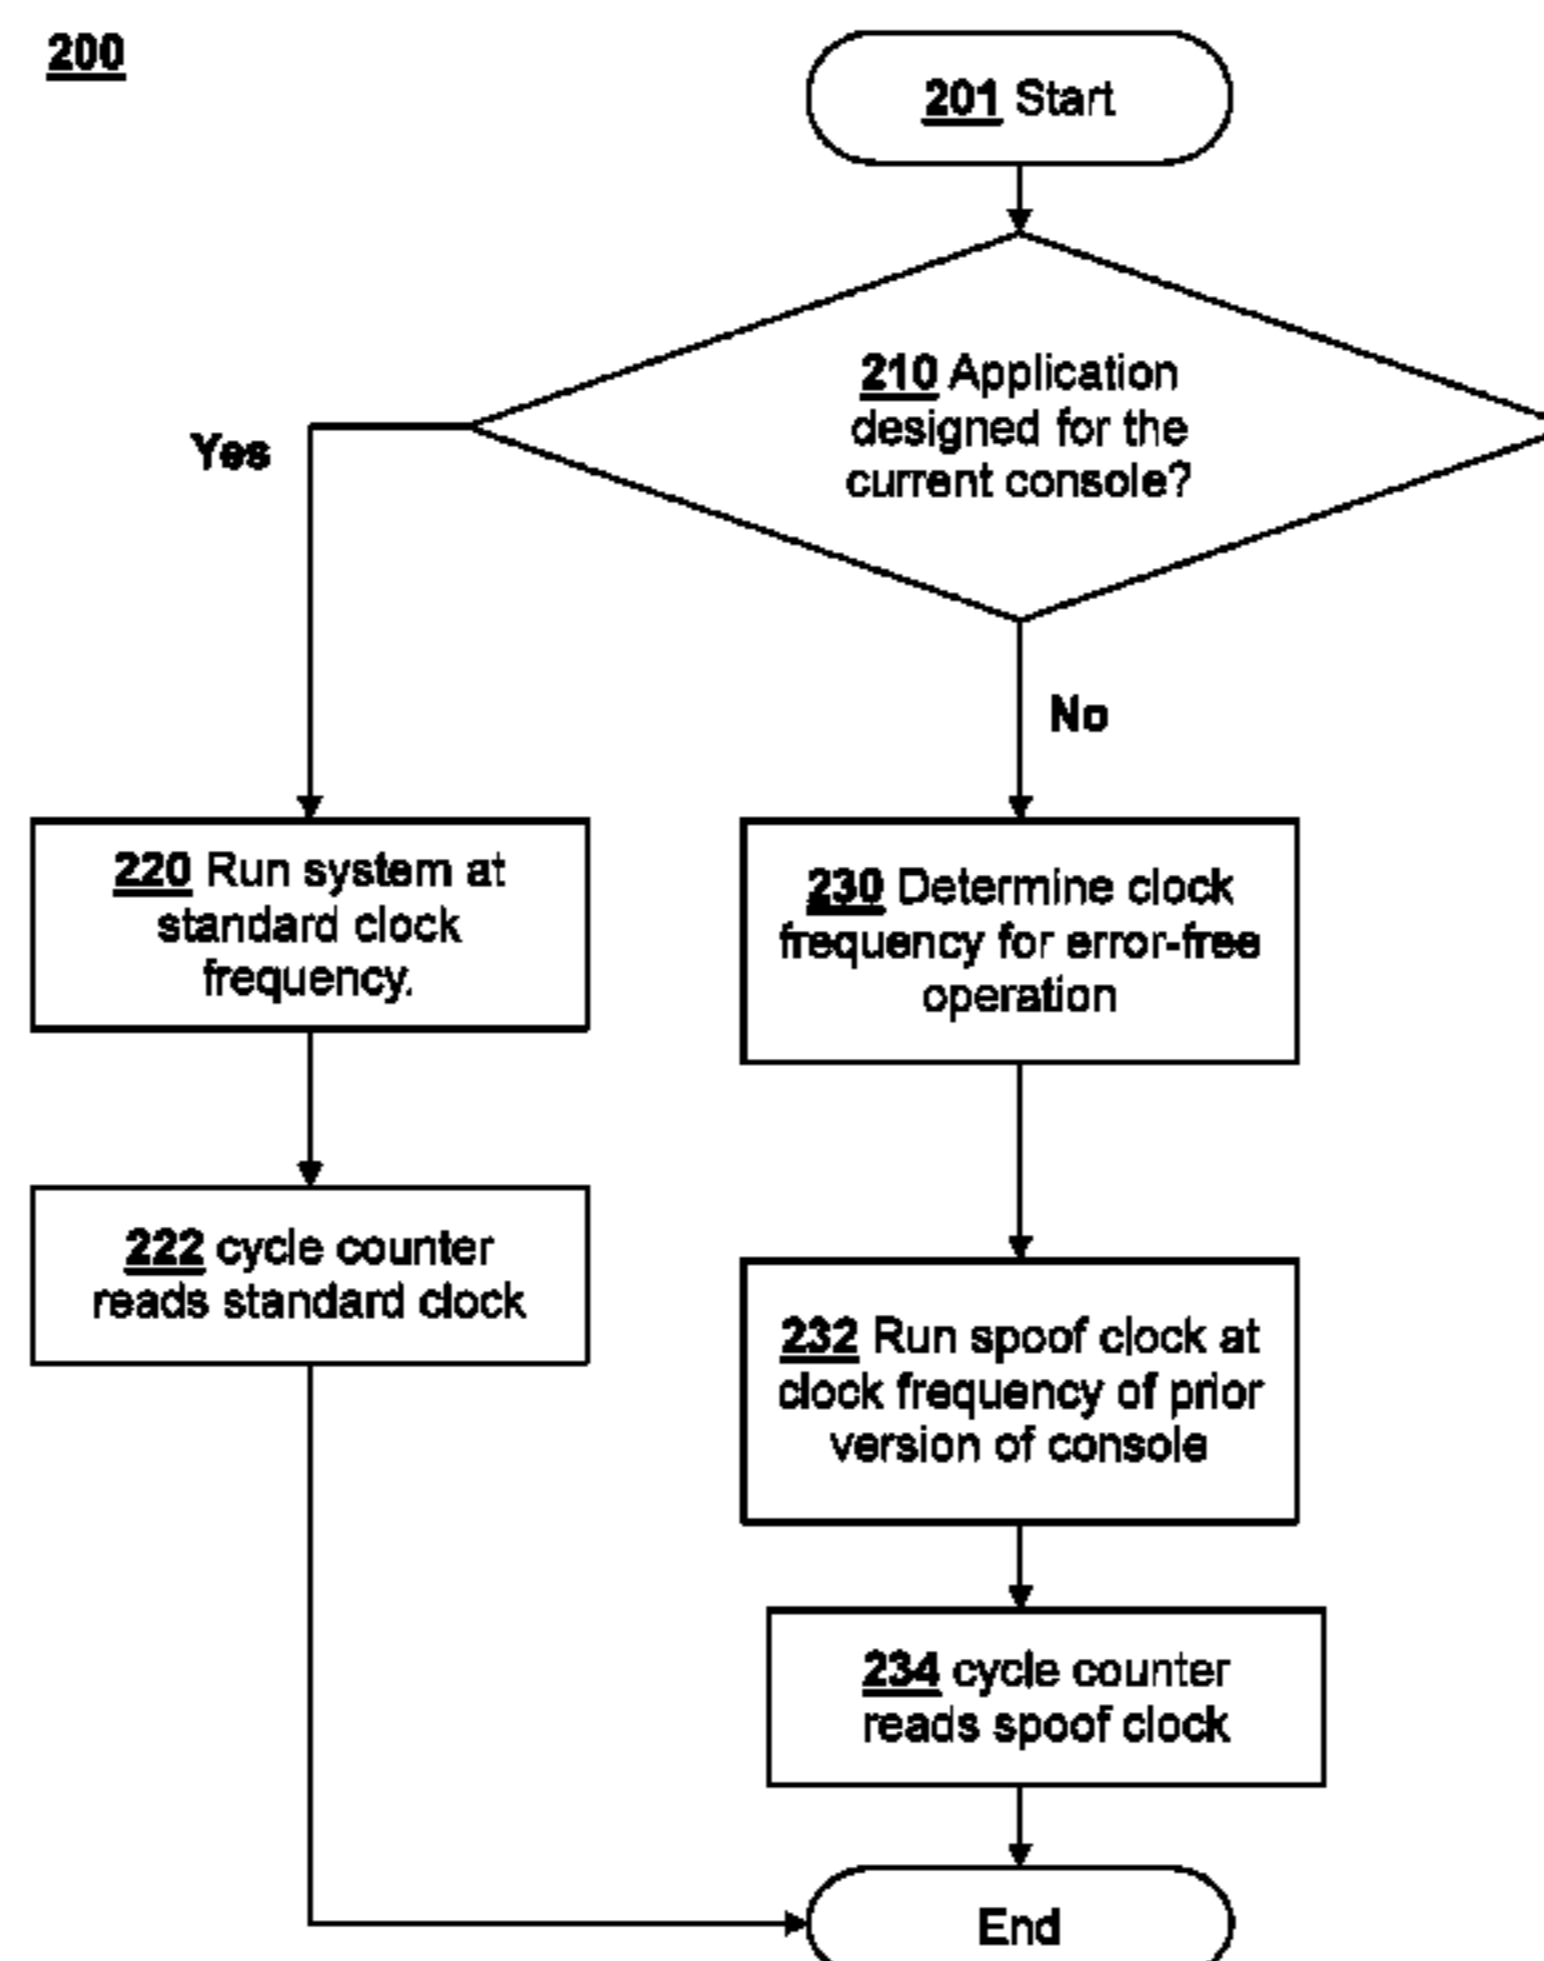 200
201 Start
210 Application
designed for the
current console?
Yes
No
220 Run system at
standard clock
frequency.
230 Determine clock
frequency for error-free
operation
222 cycle counter
reads standard clock
232 Run spoof clock at
clock frequency of prior
version of console
234 cycle counter
reads spoof clock
End